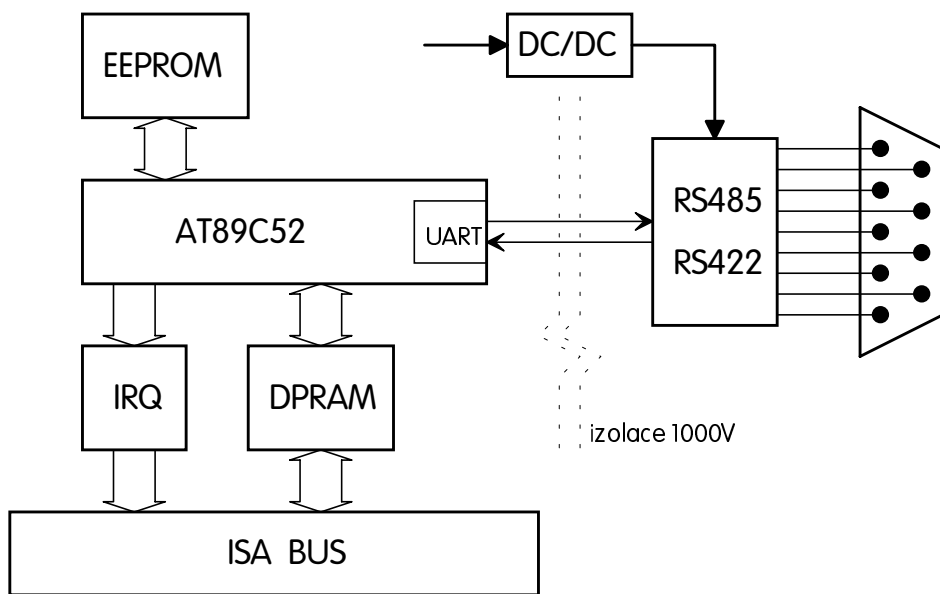 DC/DC
EEPROM
RS485
AT89C52
UART
RS422
IRQ
DPRAM
izolace 1000V
ISA BUS